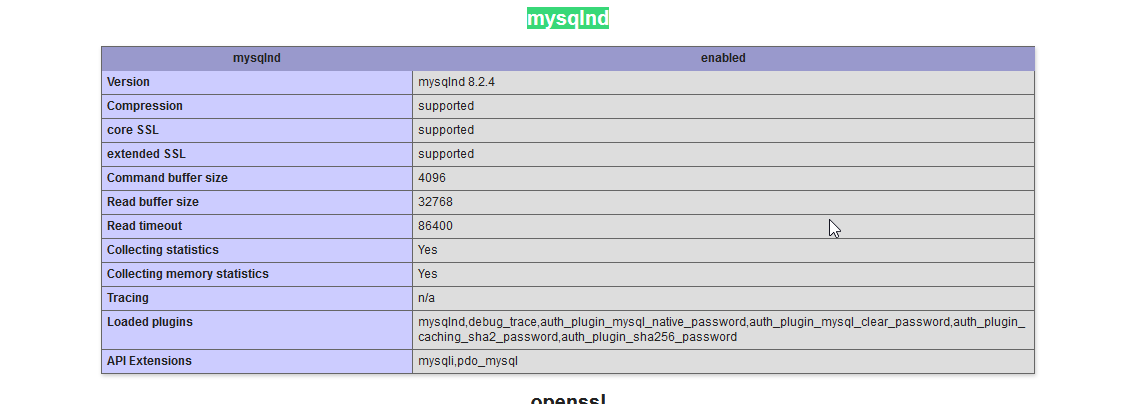 mysqlnd
mysqlnd enabled
Version mysqlnd 8.2.4
Compression supported
core SSL supported
extended SSL supported
Command buffer size 4096
Read buffer size 32768
Read timeout 86400
Collecting statistics Yes
Collecting memory statistics Yes
Tracing n/a
Loaded plugins mysqlnd,debug_trace,auth_plugin_mysql_native_password,auth_plugin_mysql_clear_password,auth_plugin_
caching_sha2_password,auth_plugin_sha256_password
API Extensions mysqli,pdo_mysql
openssl